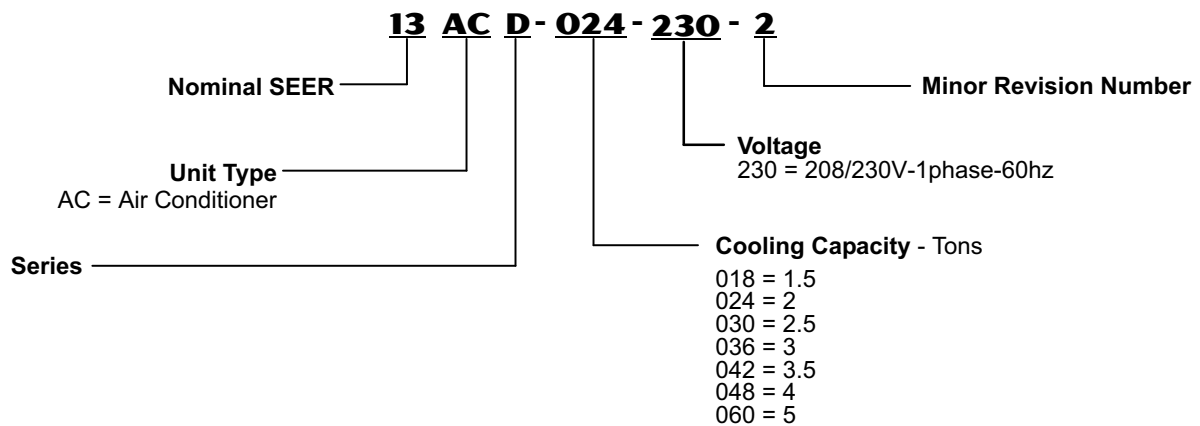 13 AC D - 024 - 230 - 2
Nominal SEER
Minor Revision Number
Unit Type
AC = Air Conditioner
Voltage
230 = 208/230V-1phase-60hz
Series
Cooling Capacity - Tons
018 = 1.5
024 = 2
030 = 2.5
036 = 3
042 = 3.5
048 = 4
060 = 5